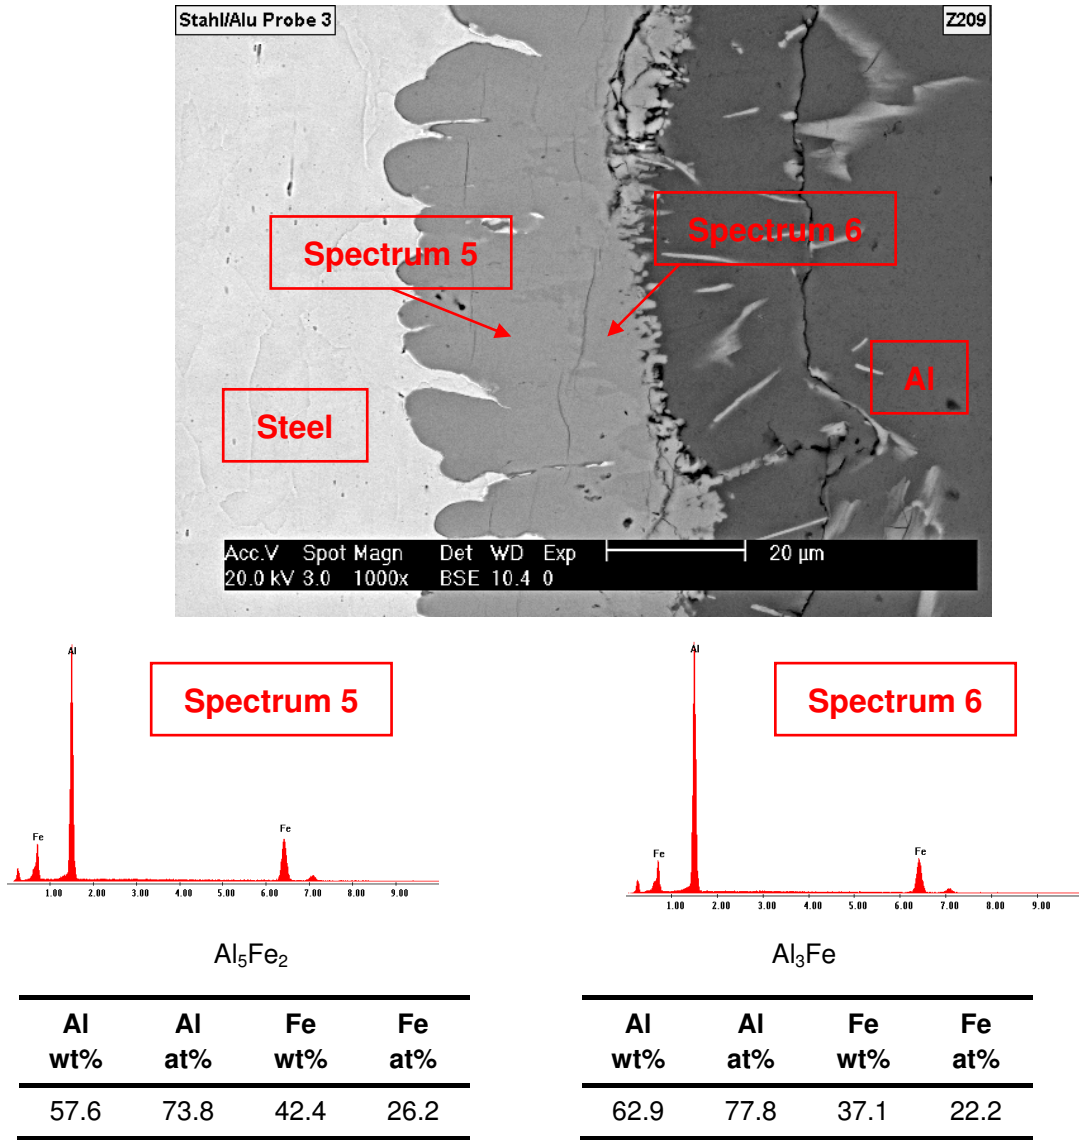 Stahl/Alu Probe 3
Z209
Spectrum 5
Spectrum 6
Al
Steel
Acc.V Spot Magn Det WD Exp 20 µm
20.0 kV 3.0 1000x BSE 10.4 0
Al
Spectrum 5
Fe
Fe
1.00 2.00 3.00 4.00 5.00 6.00 7.00 8.00 9.00
Al
Spectrum 6
Fe
Fe
1.00 2.00 3.00 4.00 5.00 6.00 7.00 8.00 9.00
Al₅Fe₂
Al₃Fe
Al Al Fe Fe
wt% at% wt% at%
57.6 73.8 42.4 26.2
Al Al Fe Fe
wt% at% wt% at%
62.9 77.8 37.1 22.2